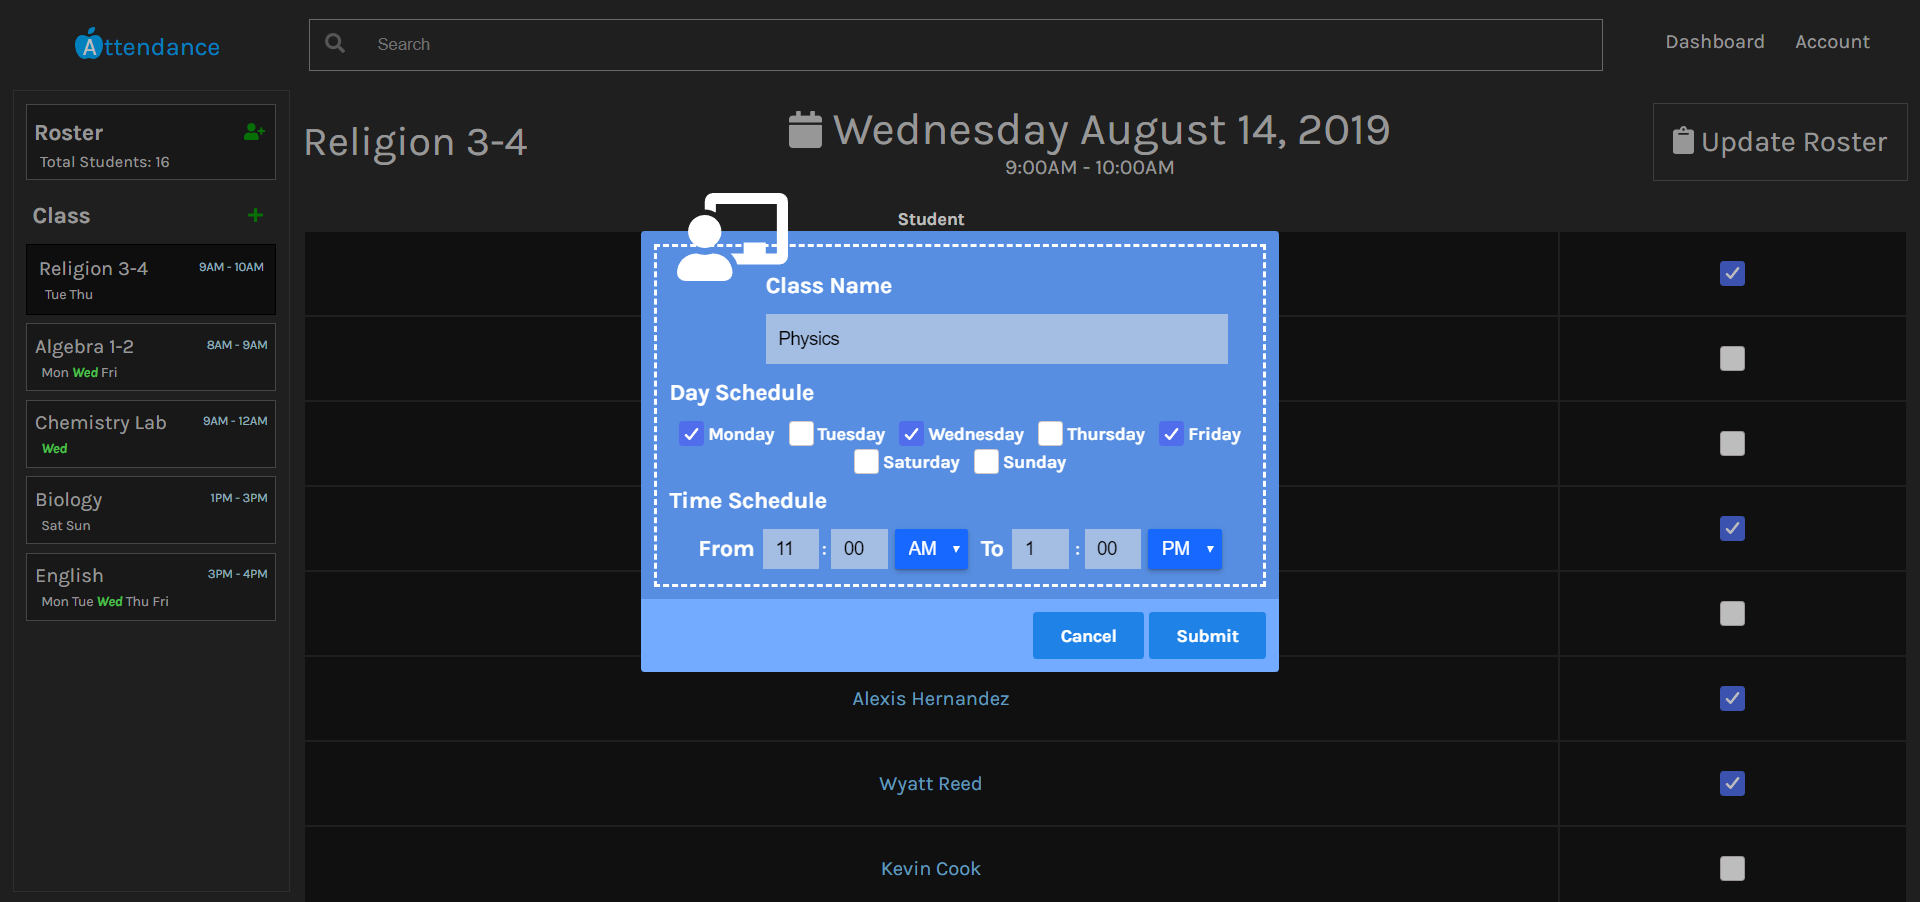 Attendance
Search
Dashboard Account
Roster
Total Students: 16
Class
Religion 3-4 9AM - 10AM
Tue Thu
Algebra 1-2 8AM - 9AM
Mon Wed Fri
Chemistry Lab 9AM - 12AM
Wed
Biology 1PM - 3PM
Sat Sun
English 3PM - 4PM
Mon Tue Wed Thu Fri
Religion 3-4
Wednesday August 14, 2019
9:00AM - 10:00AM
Update Roster
Student
Class Name
Physics
Day Schedule
Monday Tuesday Wednesday Thursday Friday
Saturday Sunday
Time Schedule
From 11 : 00 AM To 1 : 00 PM
Cancel Submit
Alexis Hernandez
Wyatt Reed
Kevin Cook